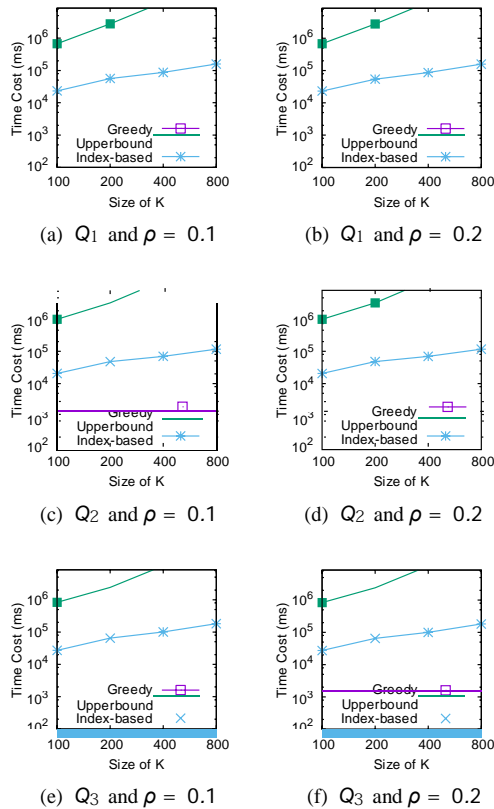 Time Cost (ms)
10^6
10^5
10^4
10^3
10^2
Greedy
Upperbound
Index-based
100 200 400 800
Size of K
(a) Q1 and ρ = 0.1
Time Cost (ms)
10^6
10^5
10^4
10^3
10^2
Greedy
Upperbound
Index-based
100 200 400 800
Size of K
(b) Q1 and ρ = 0.2
Time Cost (ms)
10^6
10^5
10^4
10^3
10^2
Greedy
Upperbound
Index-based
100 200 400 800
Size of K
(c) Q2 and ρ = 0.1
Time Cost (ms)
10^6
10^5
10^4
10^3
10^2
Greedy
Upperbound
Index-based
100 200 400 800
Size of K
(d) Q2 and ρ = 0.2
Time Cost (ms)
10^6
10^5
10^4
10^3
10^2
Greedy
Upperbound
Index-based
100 200 400 800
Size of K
(e) Q3 and ρ = 0.1
Time Cost (ms)
10^6
10^5
10^4
10^3
10^2
Greedy
Upperbound
Index-based
100 200 400 800
Size of K
(f) Q3 and ρ = 0.2